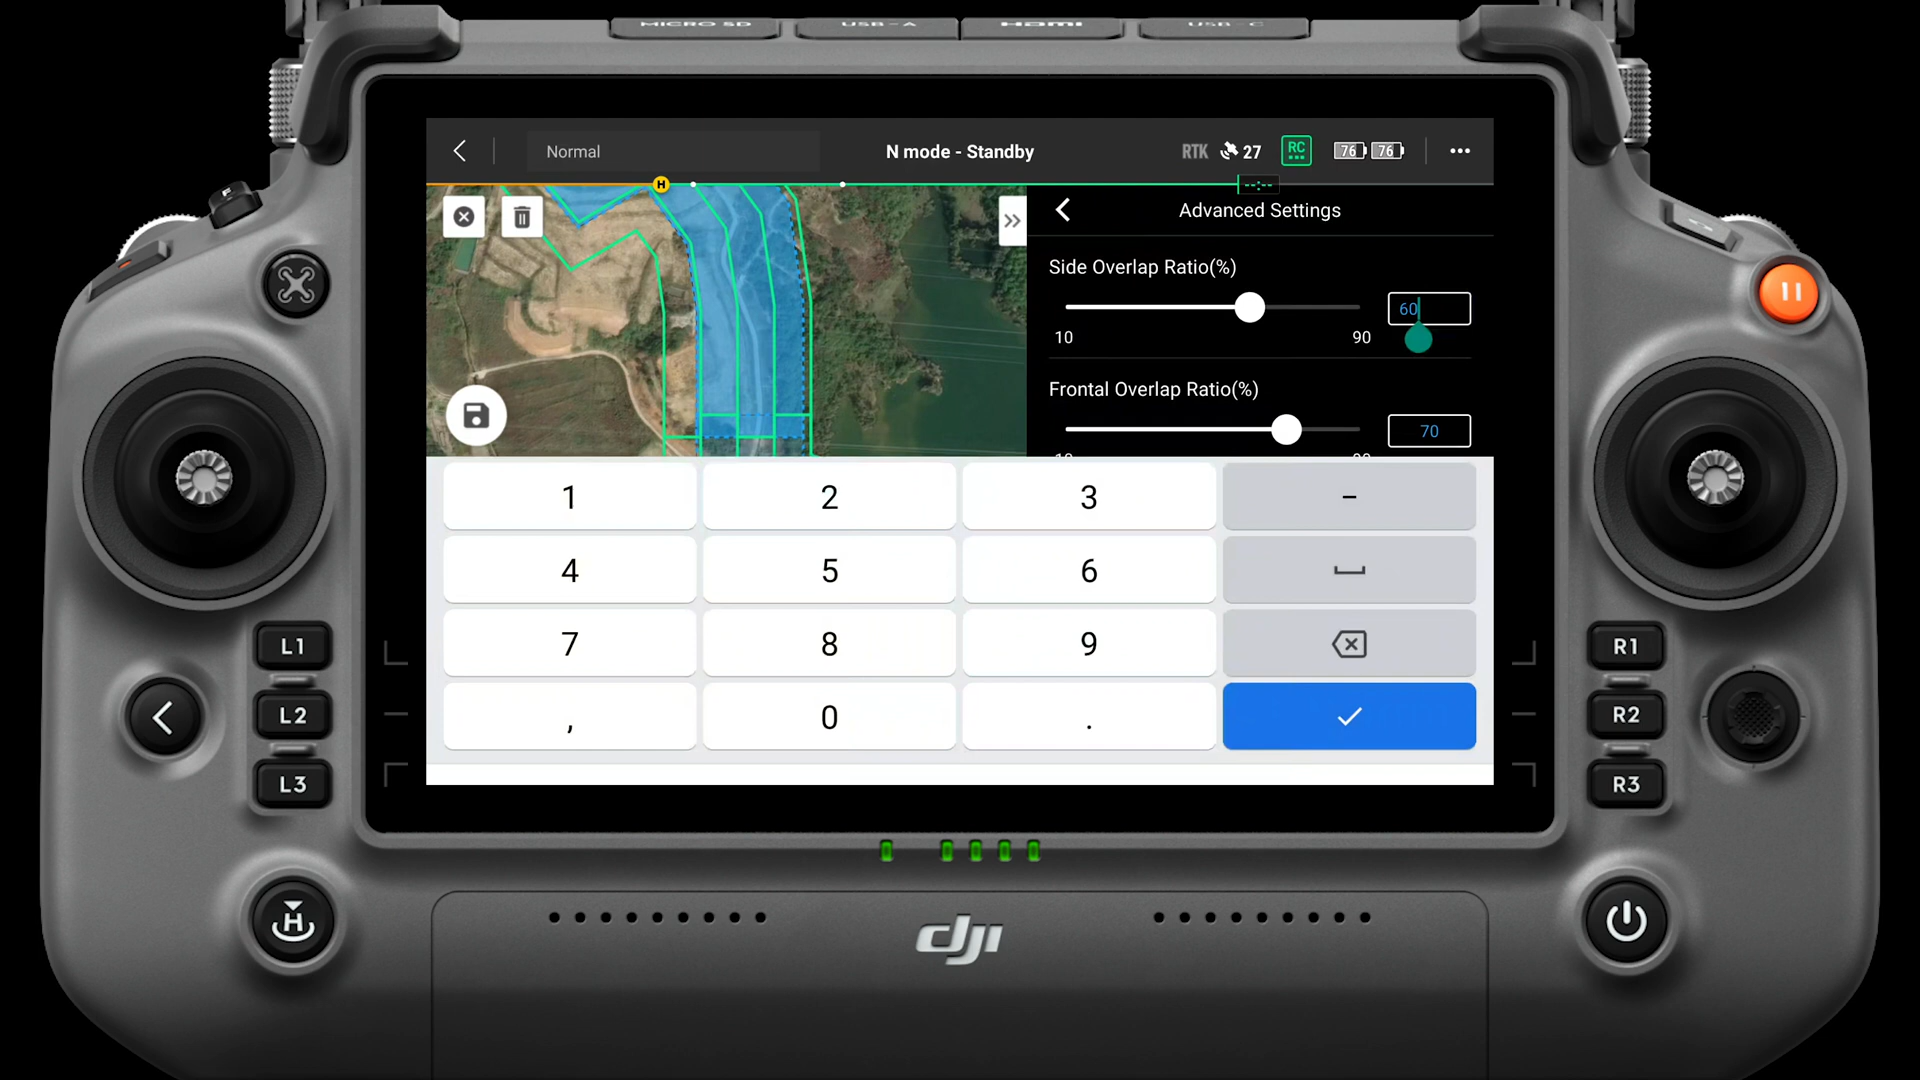 MICRO SD
USB-A
HDMI
USB-C
Normal
N mode - Standby
RTK
27
RC
76
76
H
Advanced Settings
Side Overlap Ratio(%)
60
10
90
Frontal Overlap Ratio(%)
70
1
2
3
-
4
5
6
7
8
9
,
0
.
L1
L2
L3
R1
R2
R3
H
dji